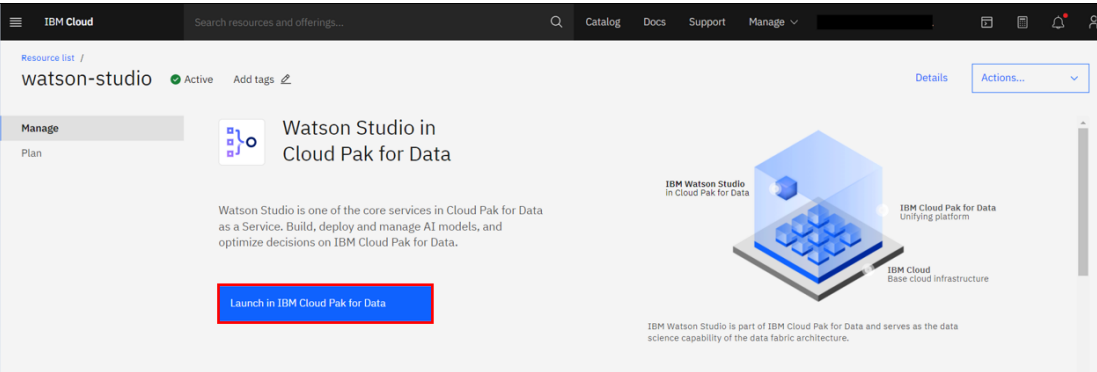 IBM Cloud
Search resources and offerings...
Catalog
Docs
Support
Manage
Resource list /
watson-studio
Active
Add tags
Details
Actions...
Manage
Plan
Watson Studio in
Cloud Pak for Data
Watson Studio is one of the core services in Cloud Pak for Data
as a Service. Build, deploy and manage AI models, and
optimize decisions on IBM Cloud Pak for Data.
Launch in IBM Cloud Pak for Data
IBM Watson Studio
in Cloud Pak for Data
IBM Cloud Pak for Data
Unifying platform
IBM Cloud
Base cloud infrastructure
IBM Watson Studio is part of IBM Cloud Pak for Data and serves as the data
science capability of the data fabric architecture.